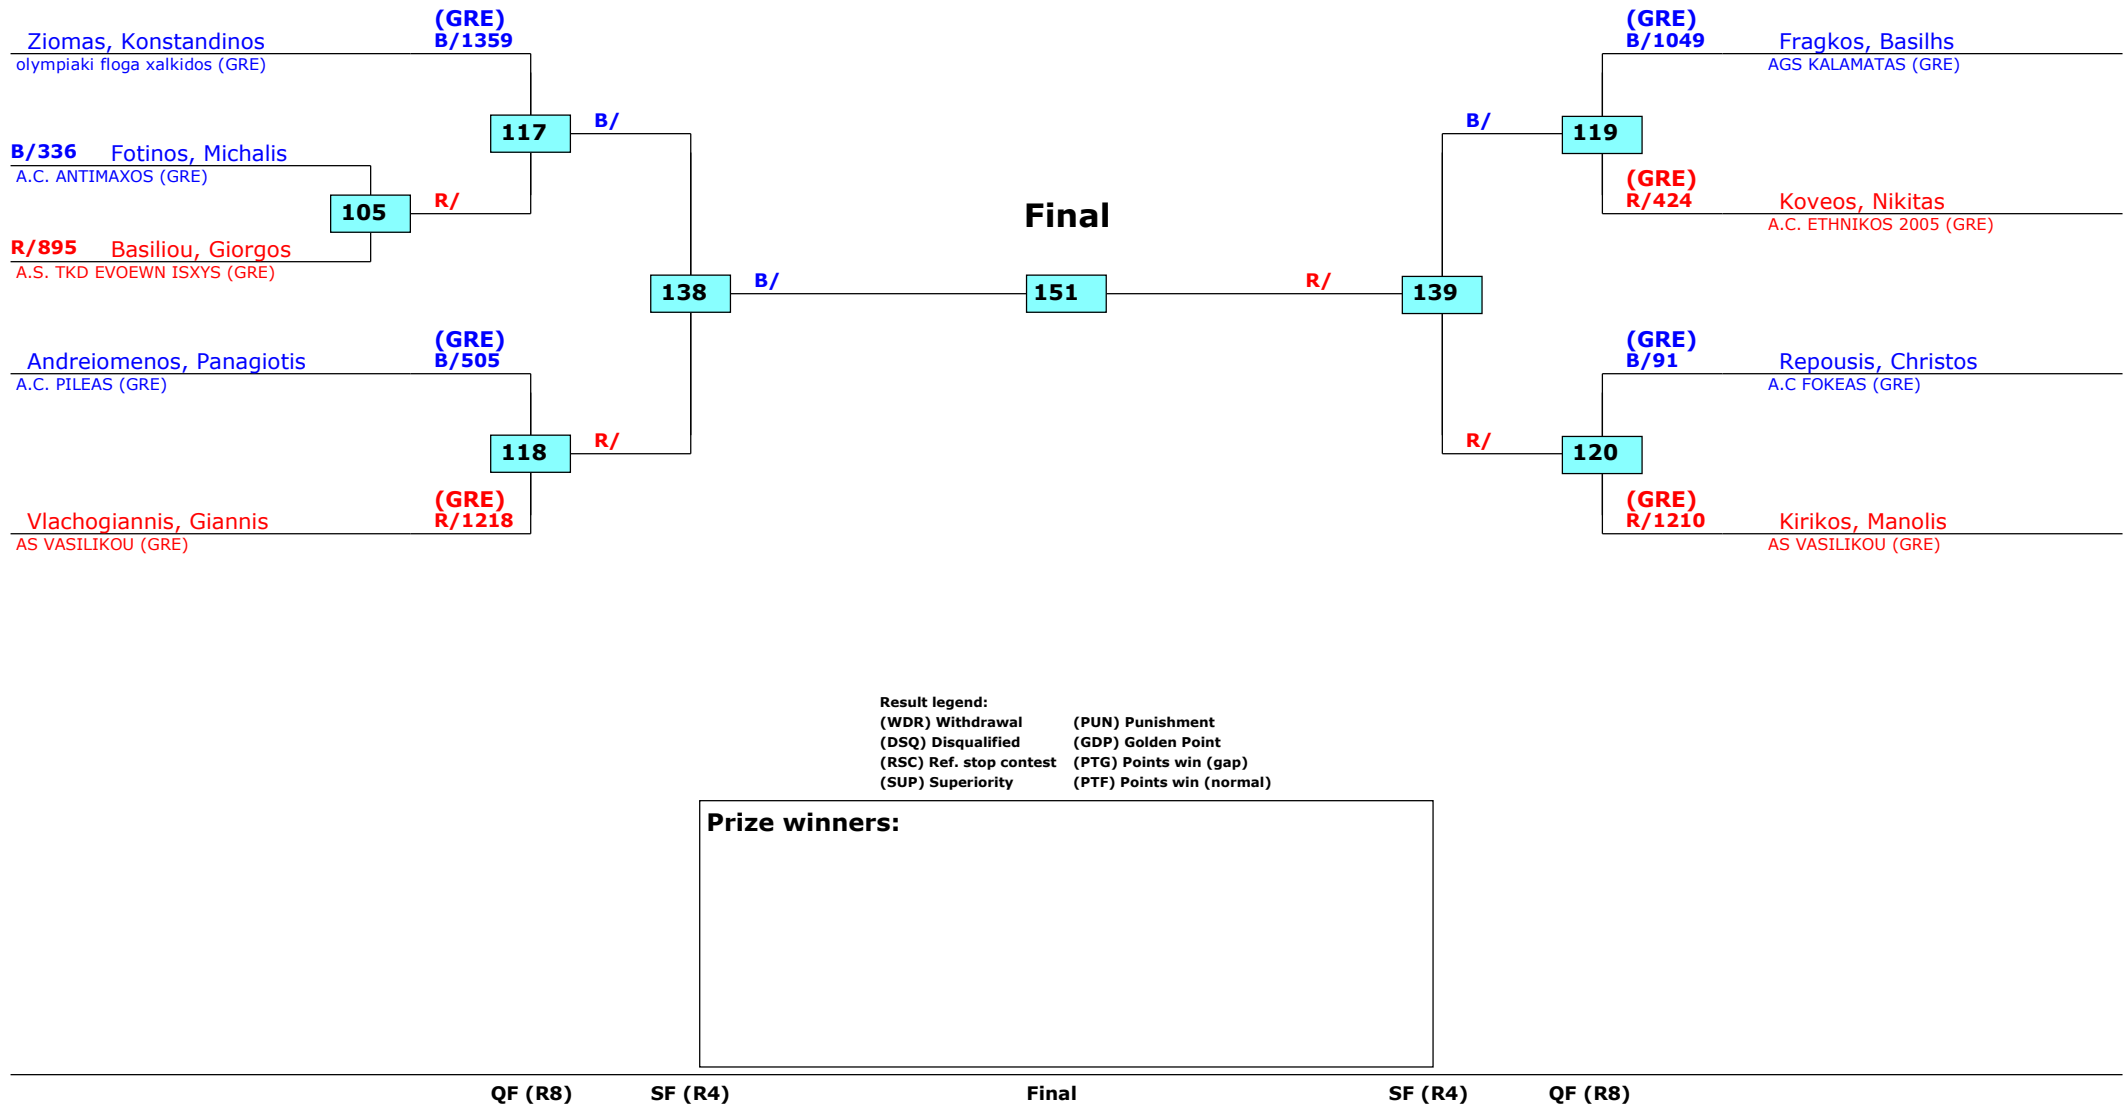 (GRE)
Ziomas, Konstandinos B/1359
olympiaki floga xalkidos (GRE)
117
B/
B/336 Fotinos, Michalis
A.C. ANTIMAXOS (GRE)
105
R/
R/895 Basiliou, Giorgos
A.S. TKD EVOEWN ISXYS (GRE)
138
B/
(GRE)
Andreiomenos, Panagiotis B/505
A.C. PILEAS (GRE)
118
R/
(GRE)
Vlachogiannis, Giannis R/1218
AS VASILIKOU (GRE)
Final
151
(GRE)
B/1049 Fragkos, Basilhs
AGS KALAMATAS (GRE)
B/
119
(GRE)
R/424 Koveos, Nikitas
A.C. ETHNIKOS 2005 (GRE)
R/
139
(GRE)
B/91 Repousis, Christos
A.C FOKEAS (GRE)
R/
120
(GRE)
R/1210 Kirikos, Manolis
AS VASILIKOU (GRE)
Result legend:
(WDR) Withdrawal (PUN) Punishment
(DSQ) Disqualified (GDP) Golden Point
(RSC) Ref. stop contest (PTG) Points win (gap)
(SUP) Superiority (PTF) Points win (normal)
Prize winners:
QF (R8) SF (R4) Final SF (R4) QF (R8)